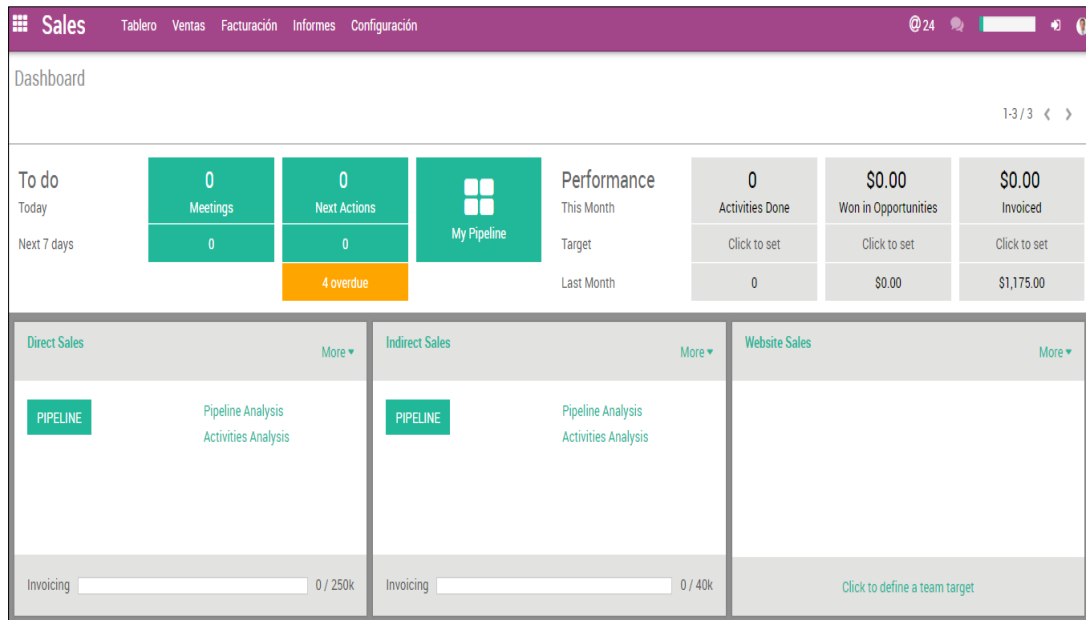 Sales Tablero Ventas Facturación Informes Configuración @24
Dashboard
1-3 / 3
To do
Today
Next 7 days
0
Meetings
0
0
Next Actions
0
4 overdue
My Pipeline
Performance
This Month
Target
Last Month
0
Activities Done
Click to set
0
$0.00
Won in Opportunities
Click to set
$0.00
$0.00
Invoiced
Click to set
$1,175.00
Direct Sales
More
PIPELINE
Pipeline Analysis
Activities Analysis
Invoicing 0 / 250k
Indirect Sales
More
PIPELINE
Pipeline Analysis
Activities Analysis
Invoicing 0 / 40k
Website Sales
More
Click to define a team target